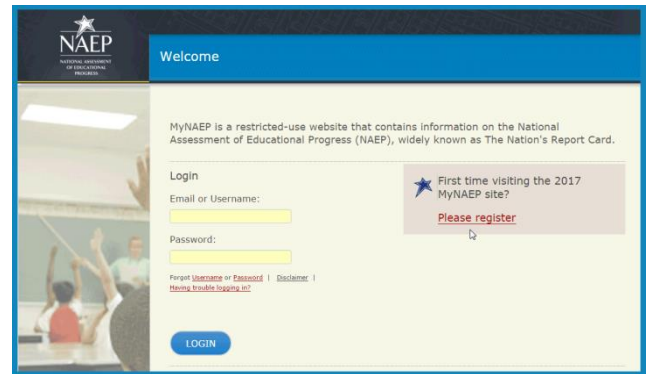 NAEP
NATIONAL ASSESSMENT
OF EDUCATIONAL
PROGRESS
Welcome
MyNAEP is a restricted-use website that contains information on the National
Assessment of Educational Progress (NAEP), widely known as The Nation's Report Card.
Login
Email or Username:
Password:
Forgot Username or Password | Disclaimer |
Having trouble logging in?
LOGIN
First time visiting the 2017
MyNAEP site?
Please register